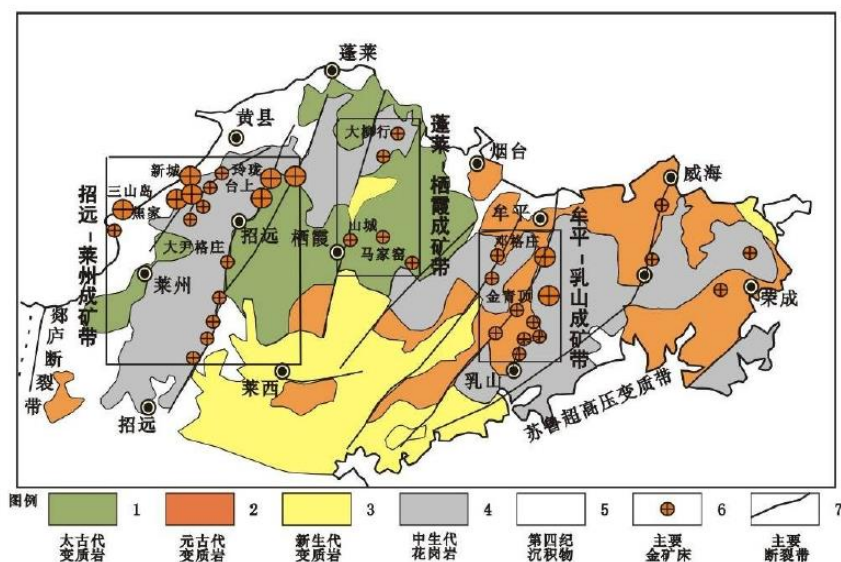 蓬莱
黄县
大柳行
烟台
新城
玲珑
台上
三山岛
焦家
威海
蓬莱-栖霞成矿带
招远-莱州成矿带
招远
栖霞
山城
马家窑
大尹格庄
莱州
牟平
邓格庄
金青顶
牟平-乳山成矿带
荣成
郯庐断裂带
莱西
乳山
招远
苏鲁超高压变质带
图例
1
2
3
4
5
6
7
太古代
变质岩
元古代
变质岩
新生代
变质岩
中生代
花岗岩
第四纪
沉积物
主要
金矿床
主要
断裂带